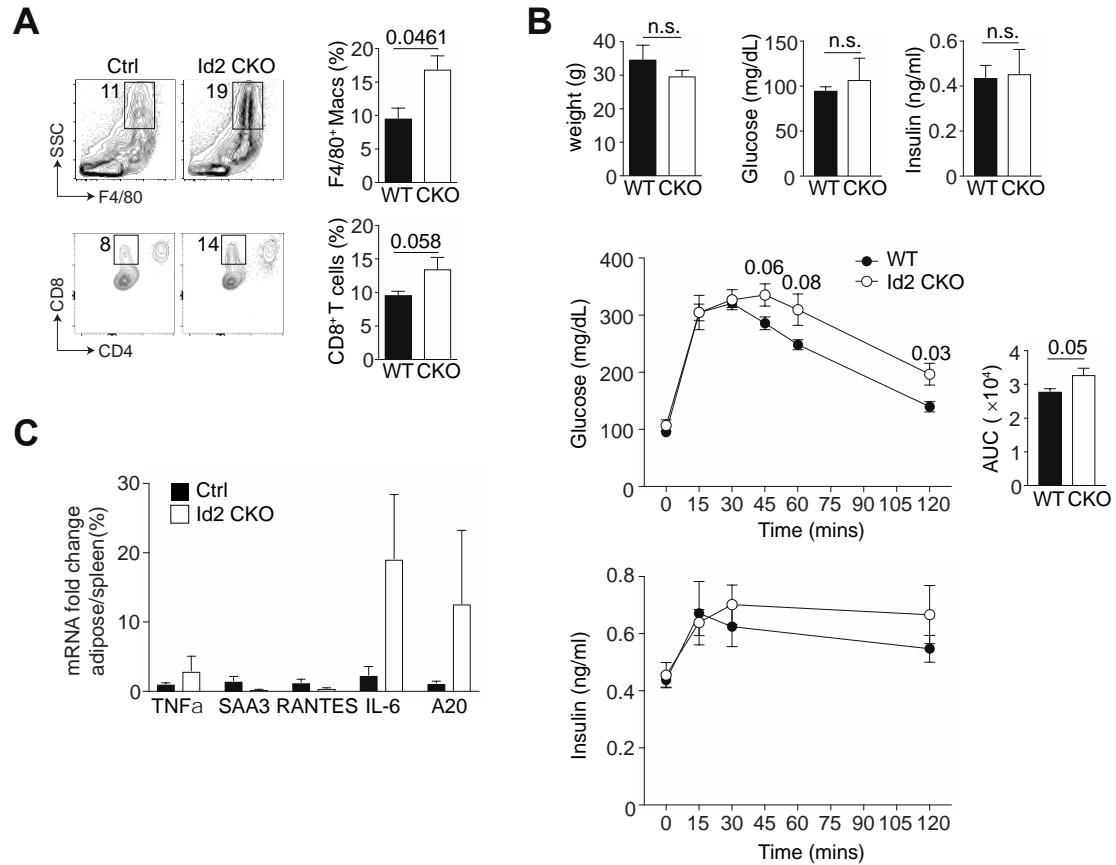 A
Ctrl
Id2 CKO
11
19
SSC
F4/80
8
14
CD8
CD4
0.0461
F4/80⁺ Macs (%)
20
15
10
5
0
WT CKO
0.058
CD8⁺ T cells (%)
20
15
10
5
0
WT CKO
B
n.s.
weight (g)
40
30
20
10
0
WT CKO
n.s.
Glucose (mg/dL)
150
100
50
0
WT CKO
n.s.
Insulin (ng/ml)
0.6
0.4
0.2
0
WT CKO
WT
Id2 CKO
0.06
0.08
0.03
Glucose (mg/dL)
400
300
200
100
0
0 15 30 45 60 75 90 105 120
Time (mins)
0.05
AUC ( ×10⁴)
4
3
2
1
0
WT CKO
C
Ctrl
Id2 CKO
mRNA fold change
adipose/spleen(%)
30
20
10
0
TNFa SAA3 RANTES IL-6 A20
Insulin (ng/ml)
0.8
0.6
0.4
0.2
0
0 15 30 45 60 75 90 105 120
Time (mins)